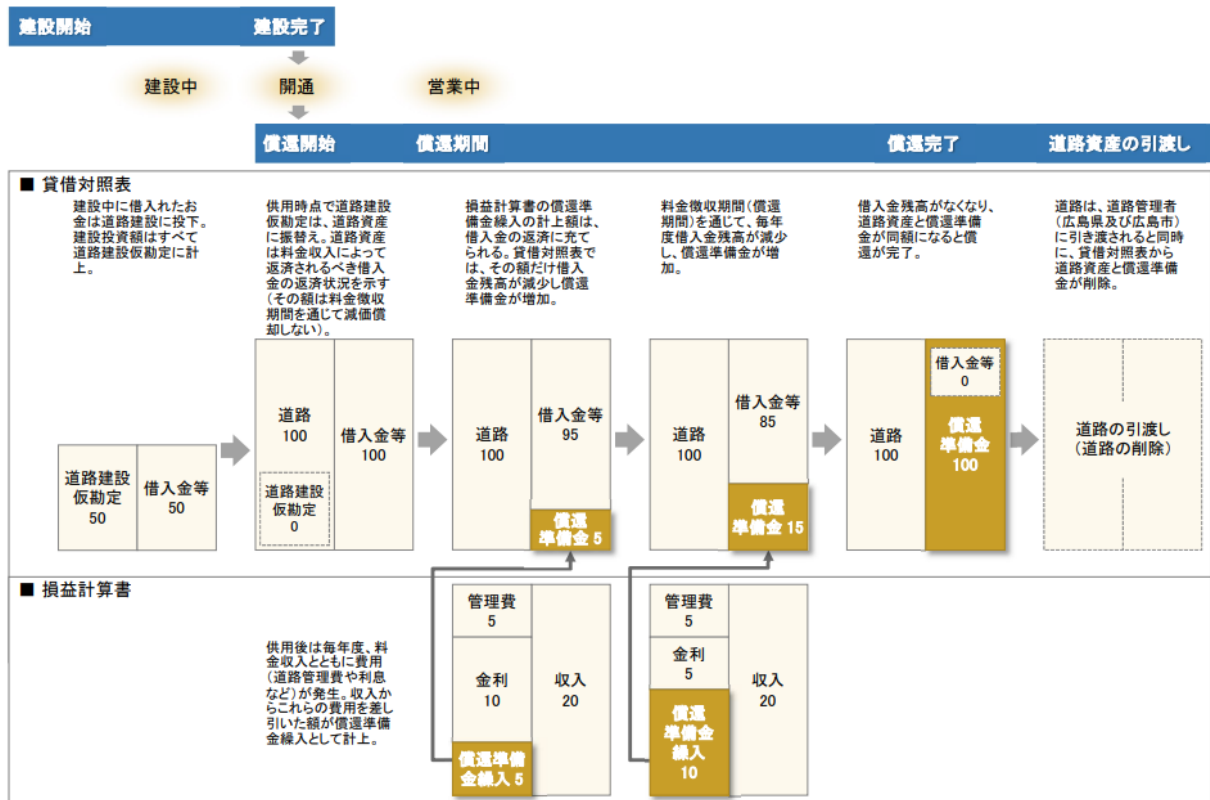 建設開始
建設完了
建設中
開通
営業中
償還開始
償還期間
償還完了
道路資産の引渡し
■ 貸借対照表
建設中に借入れたお
金は道路建設に投下。
建設投資額はすべて
道路建設仮勘定に計
上。
供用時点で道路建設
仮勘定は、道路資産
に振替え。道路資産
は料金収入によって
返済されるべき借入
金の返済状況を示す
(その額は料金徴収
期間を通じて減価償
却しない)。
損益計算書の償還準
備金繰入の計上額は、
借入金の返済に充て
られる。貸借対照表で
は、その額だけ借入
金残高が減少し償還
準備金が増加。
料金徴収期間(償還
期間)を通じて、毎年
度借入金残高が減少
し、償還準備金が増
加。
借入金残高がなくなり、
道路資産と償還準備
金が同額になると償
還が完了。
道路は、道路管理者
(広島県及び広島市)
に引き渡されると同時
に、貸借対照表から
道路資産と償還準備
金が削除。
道路建設
仮勘定
50
借入金等
50
道路
100
道路建設
仮勘定
0
借入金等
100
道路
100
借入金等
95
償還
準備金 5
道路
100
借入金等
85
償還
準備金 15
道路
100
借入金等
0
償還
準備金
100
道路の引渡し
(道路の削除)
■ 損益計算書
供用後は毎年度、料
金収入とともに費用
(道路管理費や利息
など)が発生。収入か
らこれらの費用を差し
引いた額が償還準備
金繰入として計上。
管理費
5
金利
10
償還準備
金繰入 5
収入
20
管理費
5
金利
5
償還
準備金
繰入
10
収入
20